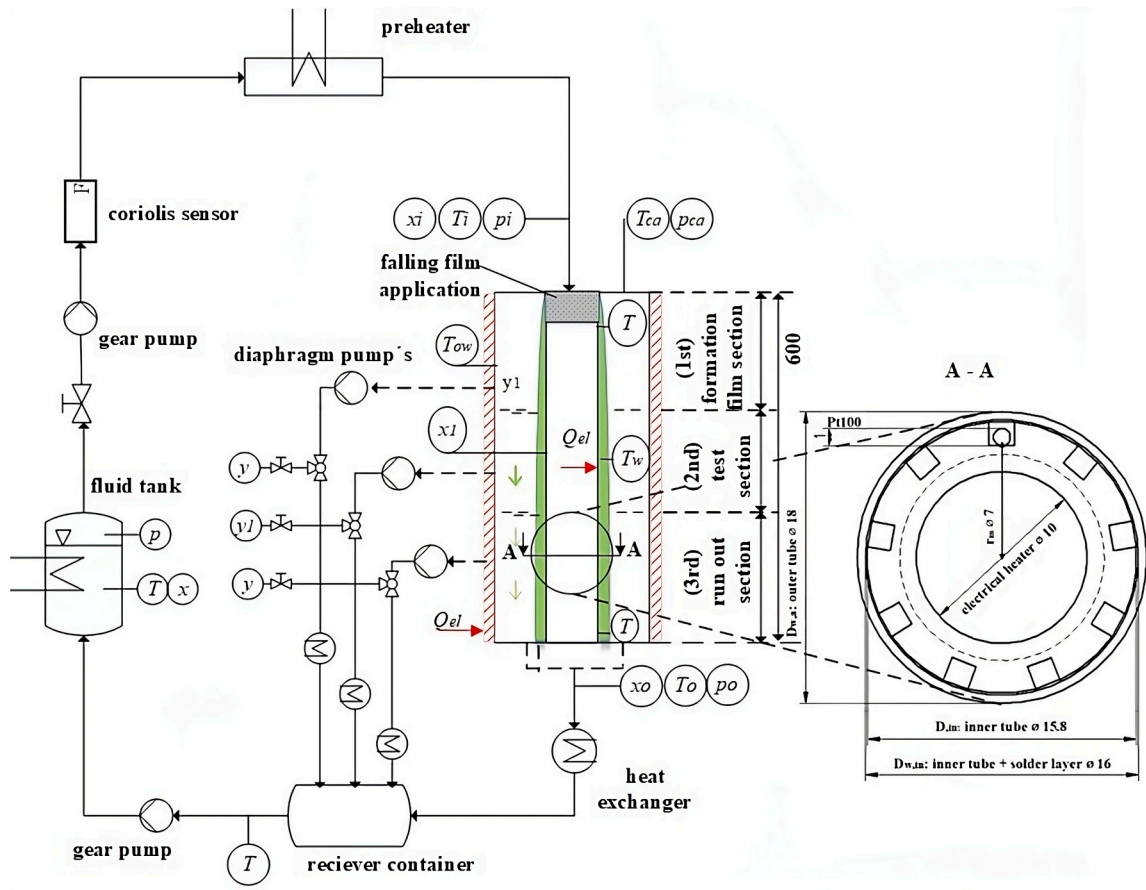 preheater
F
coriolis sensor
xi Ti pi
Tca pca
falling film
application
T
gear pump
Tow
diaphragm pump´s
y1
(1st)
formation
film section
600
A - A
Pt100
1
x1
Qel
Tw
y
fluid tank
(2nd)
test
section
rm ø 7
electrical heater ø 10
p
y1
A
A
T x
y
(3rd)
run out
section
Dw,a: outer tube ø 18
Qel
T
xo To po
D,in: inner tube ø 15.8
Dw,in: inner tube + solder layer ø 16
heat
exchanger
gear pump
T
reciever container